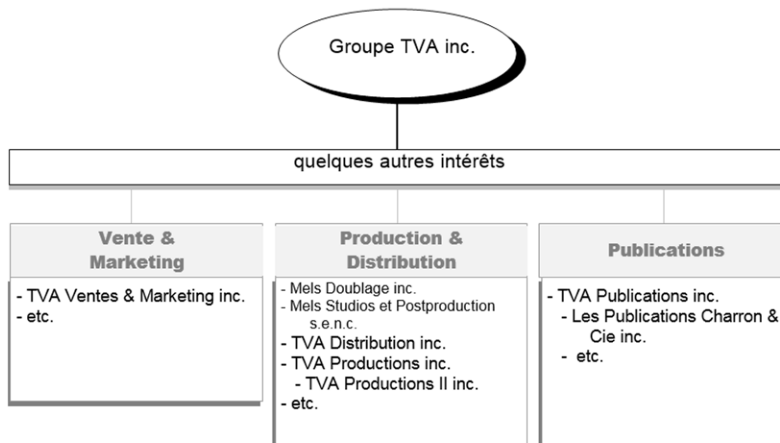 Groupe TVA inc.
quelques autres intérêts
Vente &
Marketing
- TVA Ventes & Marketing inc.
- etc.
Production &
Distribution
- Mels Doublage inc.
- Mels Studios et Postproduction
s.e.n.c.
- TVA Distribution inc.
- TVA Productions inc.
- TVA Productions II inc.
- etc.
Publications
- TVA Publications inc.
- Les Publications Charron &
Cie inc.
- etc.